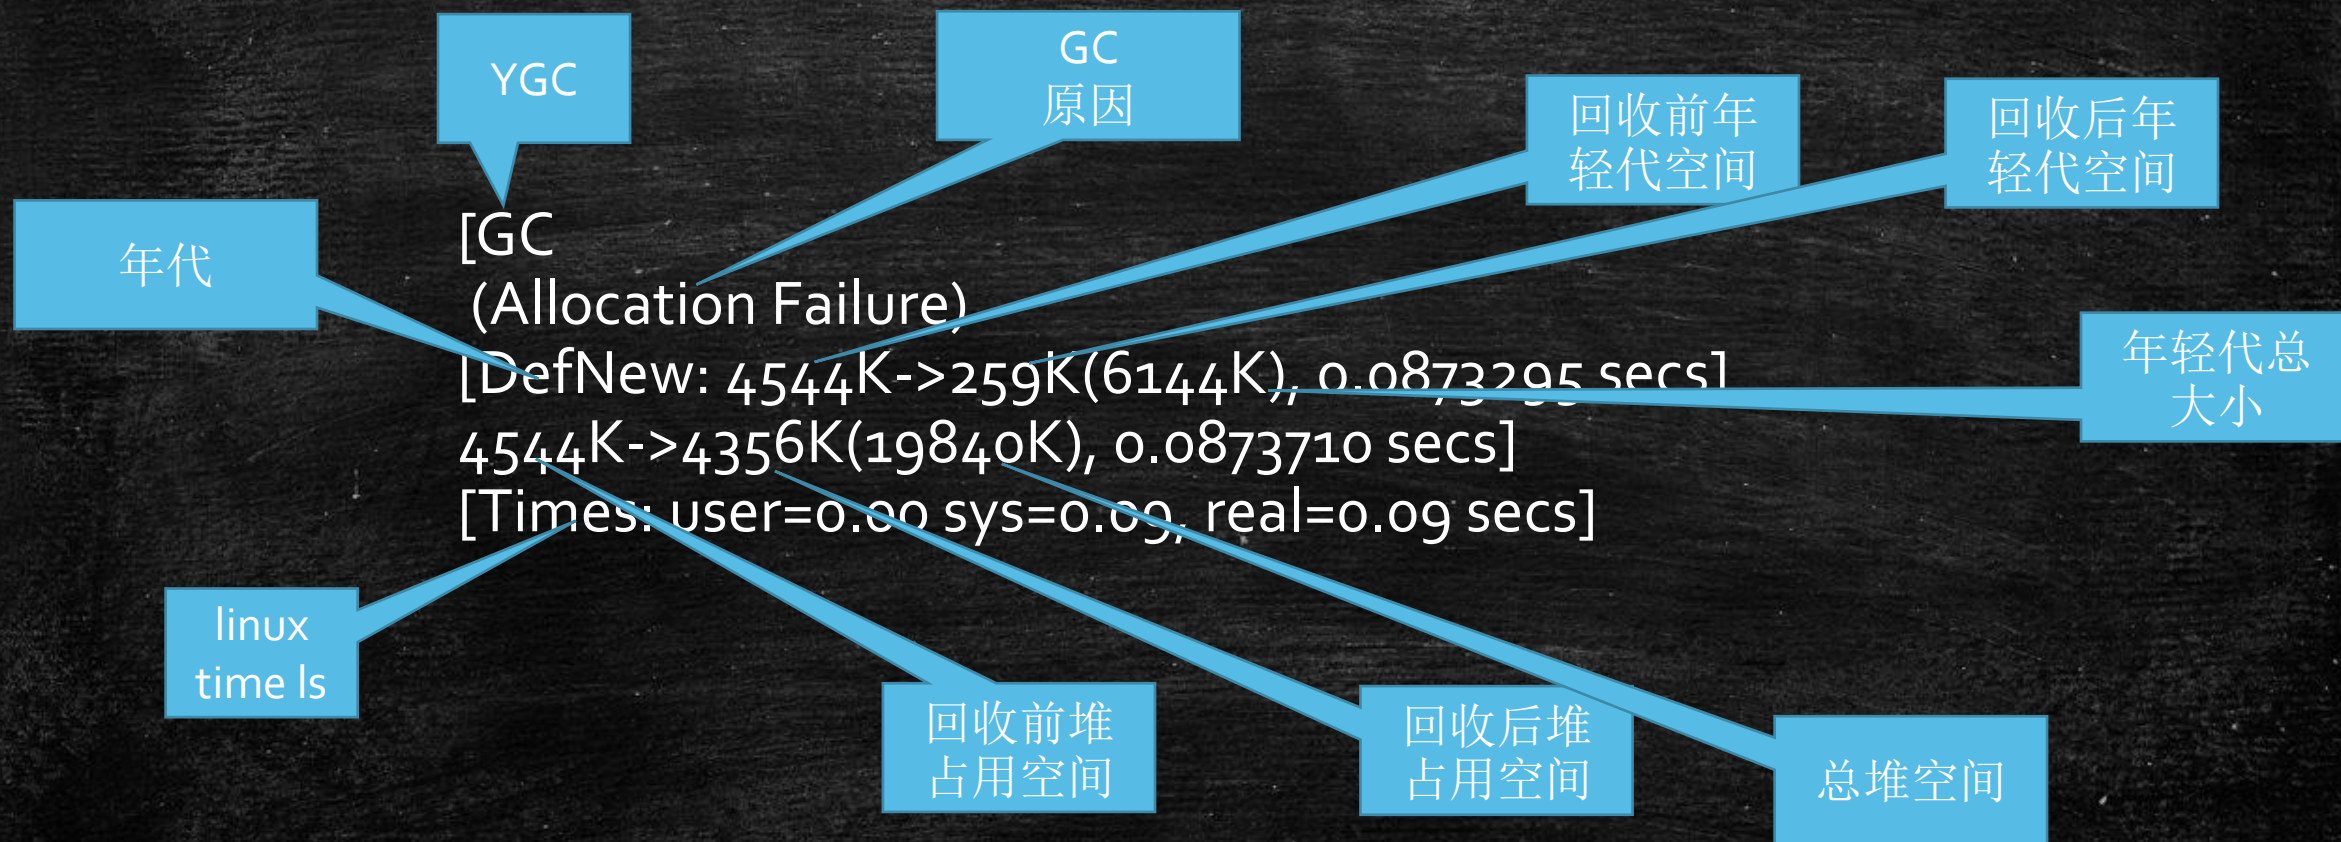 YGC
GC
原因
回收前年
轻代空间
回收后年
轻代空间
年代
[GC
(Allocation Failure)
[DefNew: 4544K->259K(6144K), 0.0873295 secs]
年轻代总
大小
4544K->4356K(19840K), 0.0873710 secs]
[Times: user=0.00 sys=0.09, real=0.09 secs]
linux
time ls
回收前堆
占用空间
回收后堆
占用空间
总堆空间